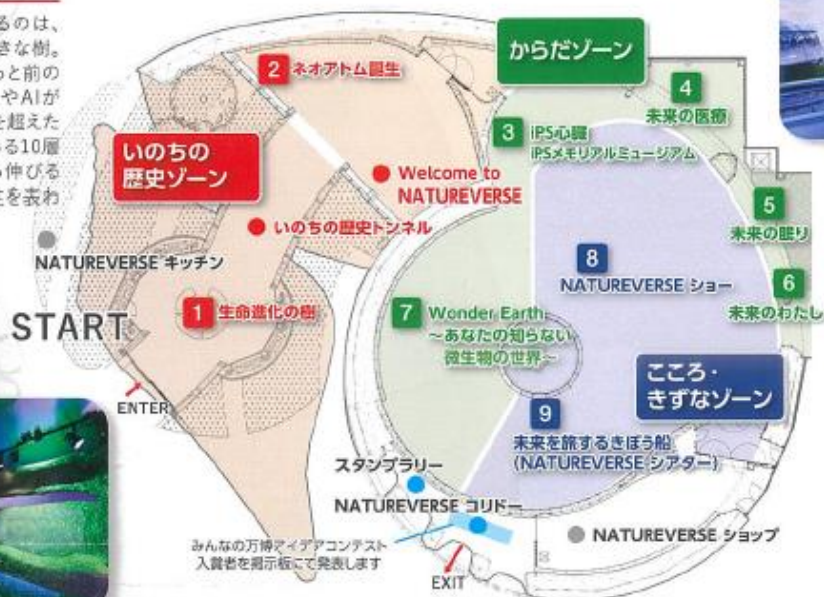 るのは、
きな樹。
っと前の
やAIが
を超えた
る10層
伸びる
を表わ
からだゾーン
2 ネオアトム誕生
4 未来の医療
3 iPS心臓
iPSメモリアルミュージアム
いのちの
歴史ゾーン
Welcome to
NATUREVERSE
5 未来の眠り
いのちの歴史トンネル
NATUREVERSE キッチン
8 NATUREVERSE ショー
6 未来のわたし
1 生命進化の樹
7 Wonder Earth
～あなたの知らない
微生物の世界～
START
こころ・
きずなゾーン
ENTER
9 未来を旅するきぼう船
(NATUREVERSE シアター)
スタンプラリー
NATUREVERSE コリドー
NATUREVERSE ショップ
みんなの万博アイデアコンテスト
入賞者を掲示板にて発表します
EXIT